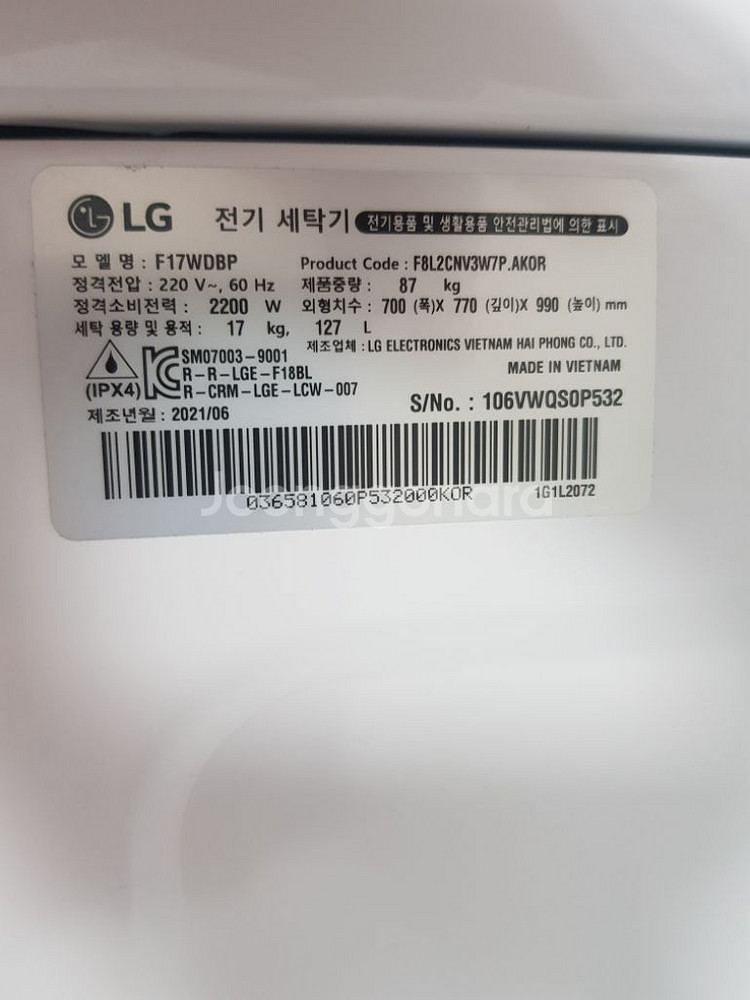 LG 전기 세탁기 전기용품 및 생활용품 안전관리법에 의한 표시
모 델 명 : F17WDBP Product Code : F8L2CNV3W7P.AKOR
정격전압 : 220 V~, 60 Hz 제품중량 : 87 kg
정격소비전력 : 2200 W 외형치수 : 700 (폭)X 770 (깊이)X 990 (높이) mm
세탁 용량 및 용적 : 17 kg, 127 L
제조업체 : LG ELECTRONICS VIETNAM HAI PHONG CO., LTD.
SM07003-9001
MADE IN VIETNAM
R-R-LGE-F18BL
(IPX4) R-CRM-LGE-LCW-007
S/No. : 106VWQS0P532
제조년월 : 2021/06
036581060P532000KOR
1G1L2072
Joonggonara